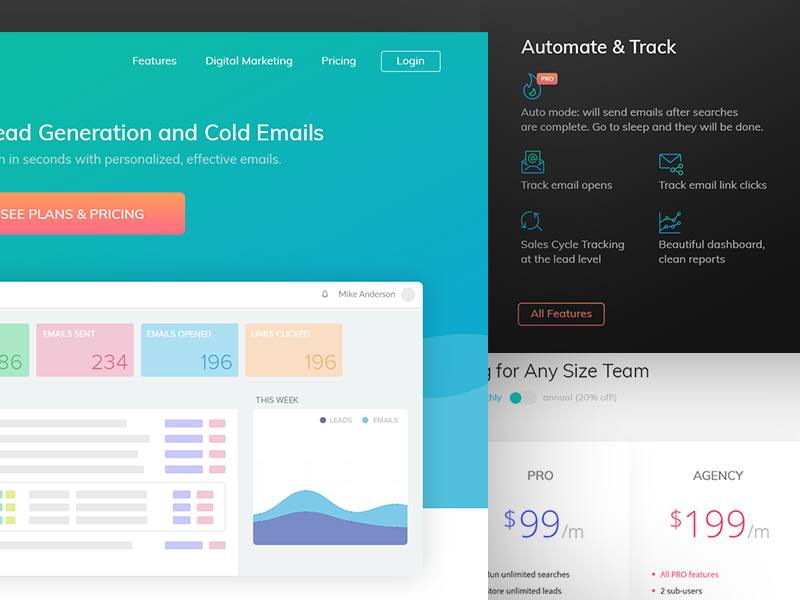 Features
Digital Marketing
Pricing
Login
Generation and Cold Emails
in seconds with personalized, effective emails.
SEE PLANS & PRICING
Mike Anderson
86
EMAILS SENT
234
EMAILS OPENED
196
LINKS CLICKED
196
THIS WEEK
LEADS
EMAILS
Automate & Track
PRO
Auto mode: will send emails after searches
are complete. Go to sleep and they will be done.
Track email opens
Track email link clicks
Sales Cycle Tracking
at the lead level
Beautiful dashboard,
clean reports
All Features
for Any Size Team
annual (20% off!)
PRO
$99/m
unlimited searches
unlimited leads
AGENCY
$199/m
All PRO features
2 sub-users